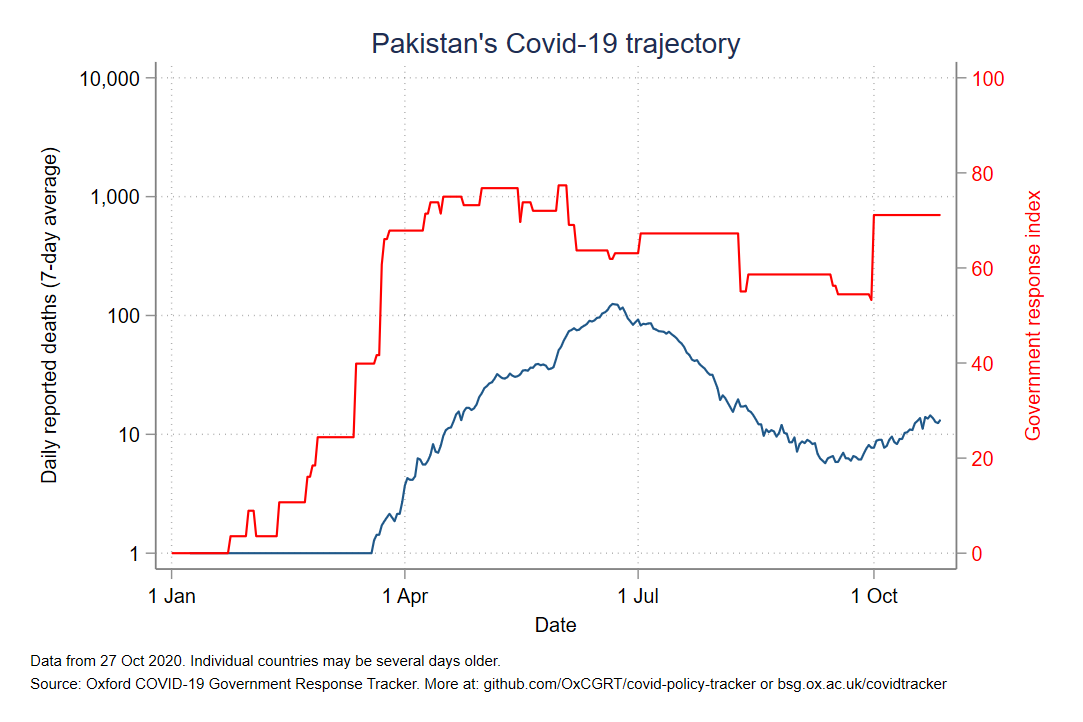 Pakistan's Covid-19 trajectory
Daily reported deaths (7-day average)
10,000
1,000
100
10
1
100
80
60
40
20
0
Government response index
1 Jan
1 Apr
1 Jul
1 Oct
Date
Data from 27 Oct 2020. Individual countries may be several days older.
Source: Oxford COVID-19 Government Response Tracker. More at: github.com/OxCGRT/covid-policy-tracker or bsg.ox.ac.uk/covidtracker